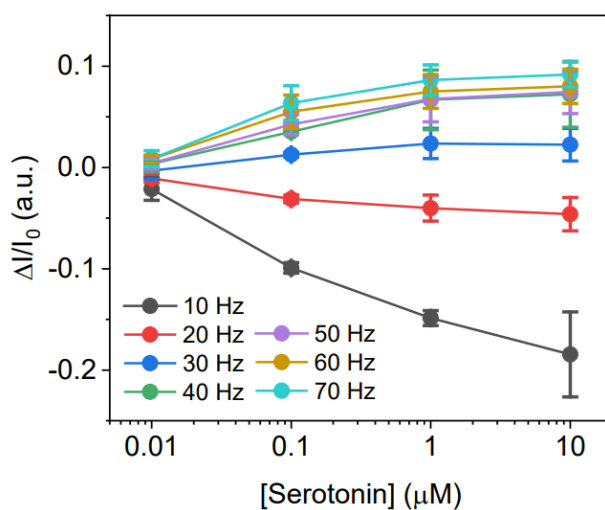 ΔI/I0 (a.u.)
0.1
0.0
-0.1
-0.2
10 Hz
20 Hz
30 Hz
40 Hz
50 Hz
60 Hz
70 Hz
0.01
0.1
1
10
[Serotonin] (μM)